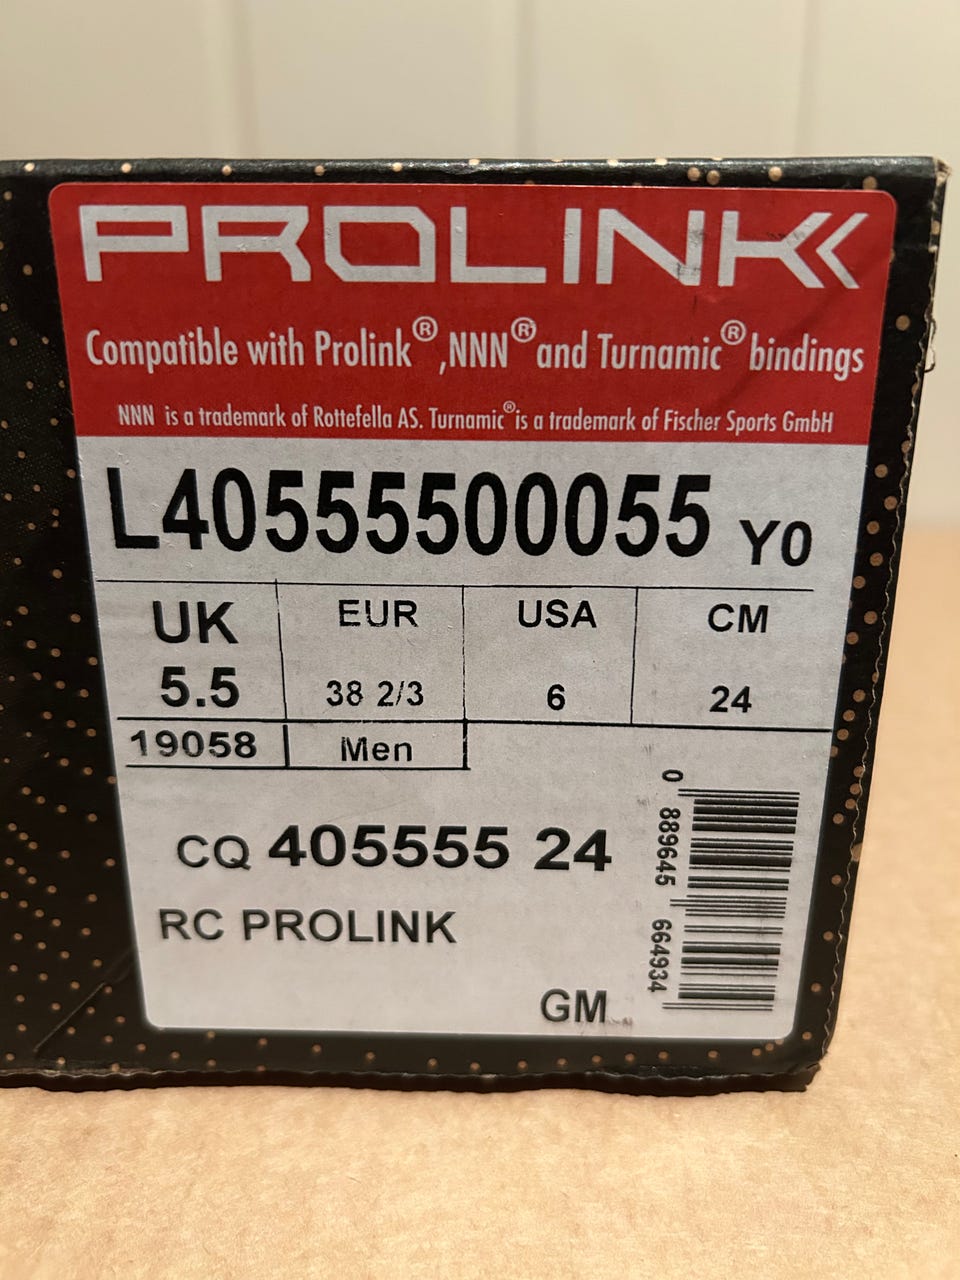 PROLINK
Compatible with Prolink®, NNN® and Turnamic® bindings
NNN is a trademark of Rottefella AS. Turnamic® is a trademark of Fischer Sports GmbH
L40555500055 Y0
UK EUR USA CM
5.5 38 2/3 6 24
19058 Men
CQ 405555 24
RC PROLINK
GM
0 889645 664934